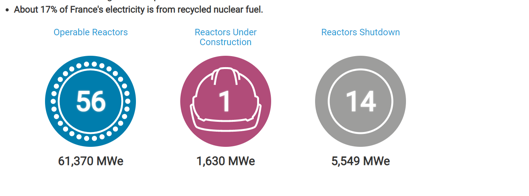 • About 17% of France's electricity is from recycled nuclear fuel.
Operable Reactors
56
61,370 MWe
Reactors Under
Construction
1
1,630 MWe
Reactors Shutdown
14
5,549 MWe